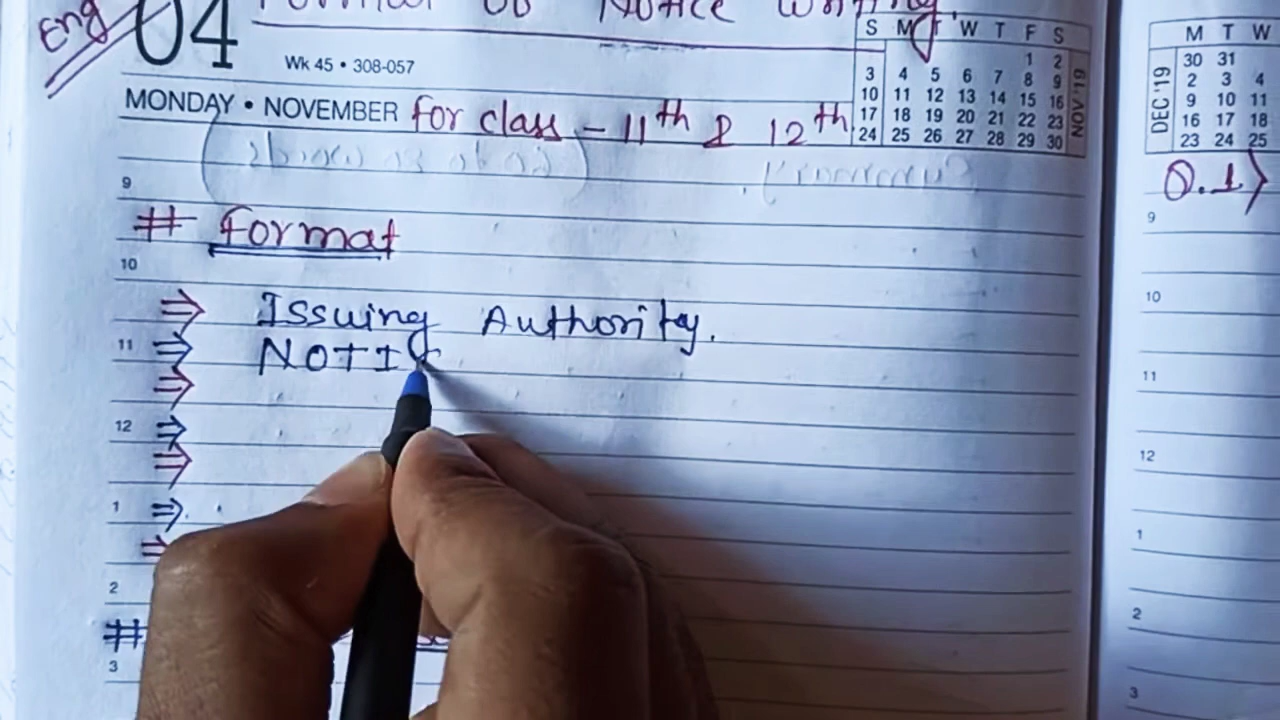 Format of Notice Writing
Eng 04
Wk 45 • 308-057
MONDAY • NOVEMBER for class - 11th & 12th
S M T W T F S
1 2
3 4 5 6 7 8 9
10 11 12 13 14 15 16
17 18 19 20 21 22 23
24 25 26 27 28 29 30
NOV '19
M T W
30 31
2 3 4
9 10 11
16 17 18
23 24 25
DEC '19
Q.1)
9
# Format
10
⇒ Issuing Authority.
11 ⇒ NOTIC
⇒
12 ⇒
⇒
1 ⇒
⇒
2
#
3
9
10
11
12
1
2
3